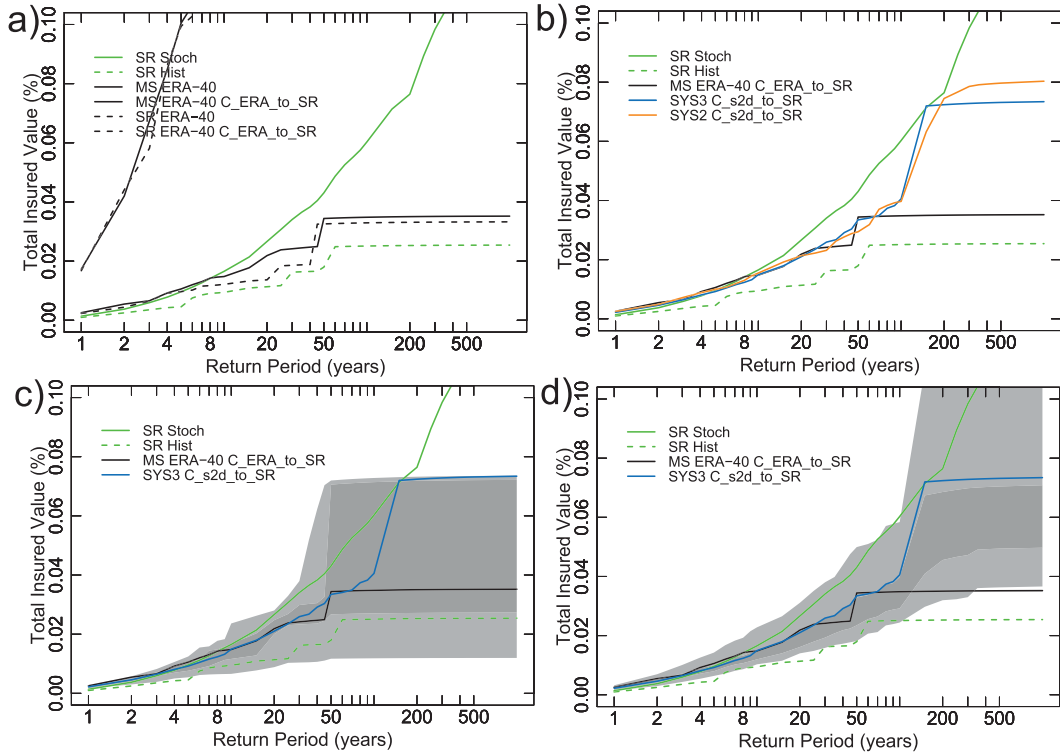 a)
Total Insured Value (%)
0.10
0.08
0.06
0.04
0.02
0.00
SR Stoch
SR Hist
MS ERA−40
MS ERA−40 C_ERA_to_SR
SR ERA−40
SR ERA−40 C_ERA_to_SR
1 2 4 8 20 50 200 500
Return Period (years)
b)
Total Insured Value (%)
0.10
0.08
0.06
0.04
0.02
0.00
SR Stoch
SR Hist
MS ERA−40 C_ERA_to_SR
SYS3 C_s2d_to_SR
SYS2 C_s2d_to_SR
1 2 4 8 20 50 200 500
Return Period (years)
c)
Total Insured Value (%)
0.10
0.08
0.06
0.04
0.02
0.00
SR Stoch
SR Hist
MS ERA−40 C_ERA_to_SR
SYS3 C_s2d_to_SR
1 2 4 8 20 50 200 500
Return Period (years)
d)
Total Insured Value (%)
0.10
0.08
0.06
0.04
0.02
0.00
SR Stoch
SR Hist
MS ERA−40 C_ERA_to_SR
SYS3 C_s2d_to_SR
1 2 4 8 20 50 200 500
Return Period (years)